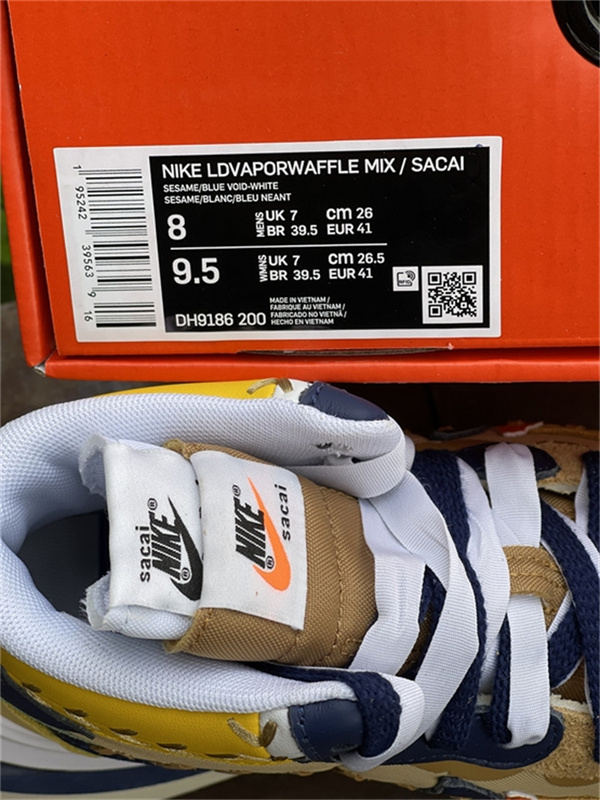 NIKE LDVAPORWAFFLE MIX / SACAI
SESAME/BLUE VOID-WHITE
SESAME/BLANC/BLEU NEANT
8 MENS UK 7 cm 26
BR 39.5 EUR 41
9.5 WMNS UK 7 cm 26.5
BR 39.5 EUR 41
RFID
DH9186 200
MADE IN VIETNAM /
FABRIQUE AU VIETNAM /
FABRICADO NO VIETNÃ /
HECHO EN VIETNAM
1 95242 39563 9 16
sacai
NIKE®
NIKE®
sacai